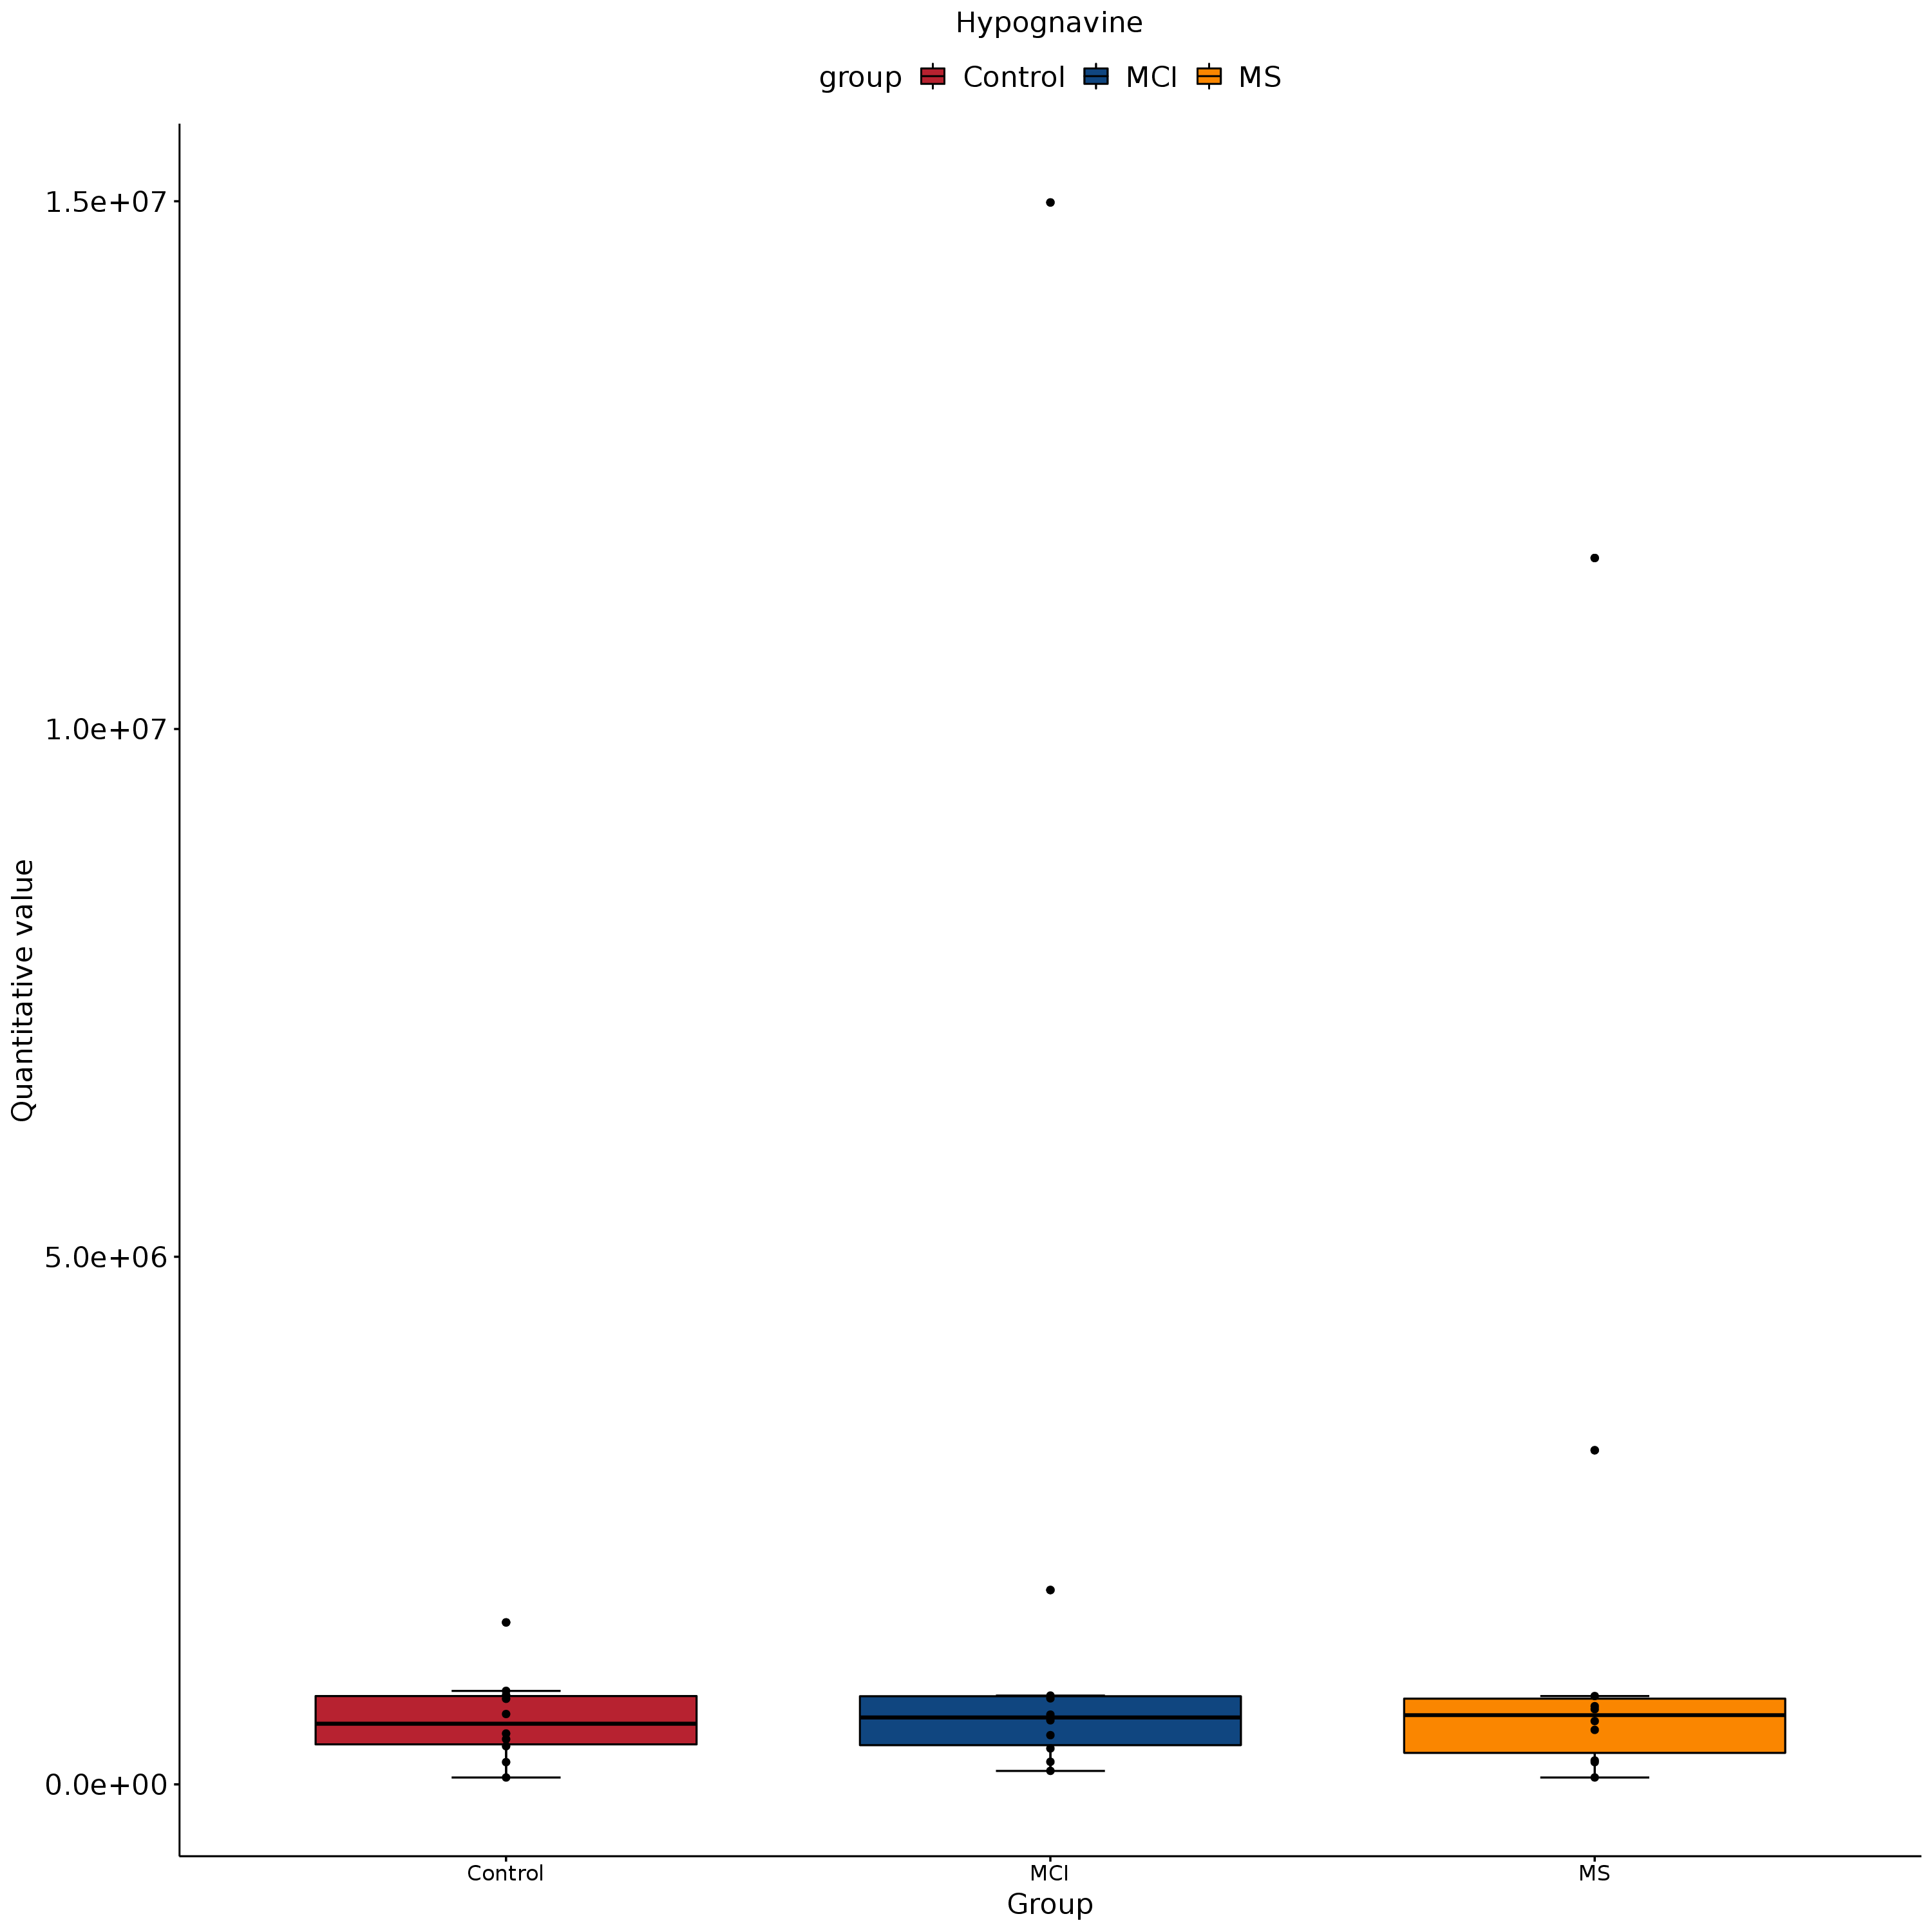 Hypognavine
group Control MCI MS
1.5e+07
1.0e+07
5.0e+06
0.0e+00
Quantitative value
Control MCI MS
Group